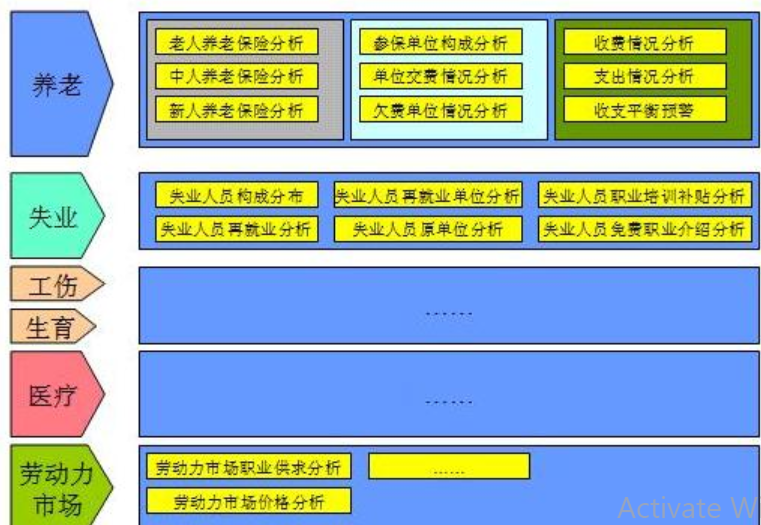 养老
老人养老保险分析
中人养老保险分析
新人养老保险分析
参保单位构成分析
单位交费情况分析
欠费单位情况分析
收费情况分析
支出情况分析
收支平衡预警
失业
失业人员构成分布
失业人员再就业单位分析
失业人员职业培训补贴分析
失业人员再就业分析
失业人员原单位分析
失业人员免费职业介绍分析
工伤
生育
……
医疗
……
劳动力
市场
劳动力市场职业供求分析
……
劳动力市场价格分析
Activate W